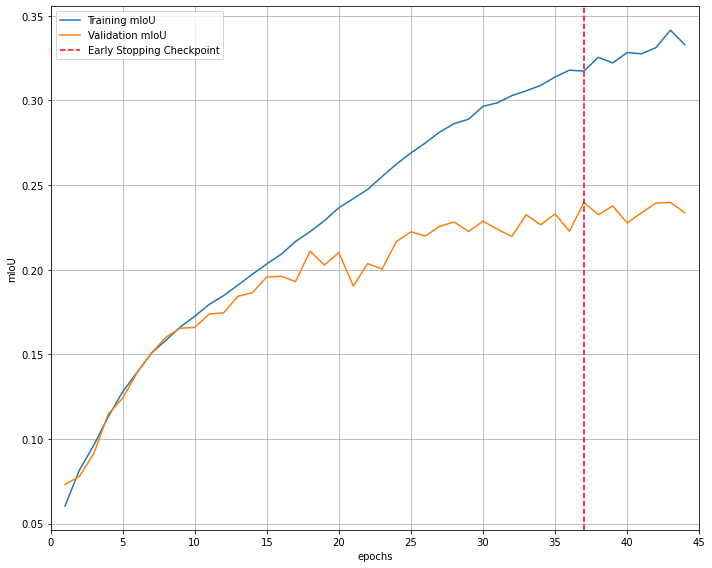 Training mIoU
Validation mIoU
Early Stopping Checkpoint
mIoU
0.35
0.30
0.25
0.20
0.15
0.10
0.05
0 5 10 15 20 25 30 35 40 45
epochs